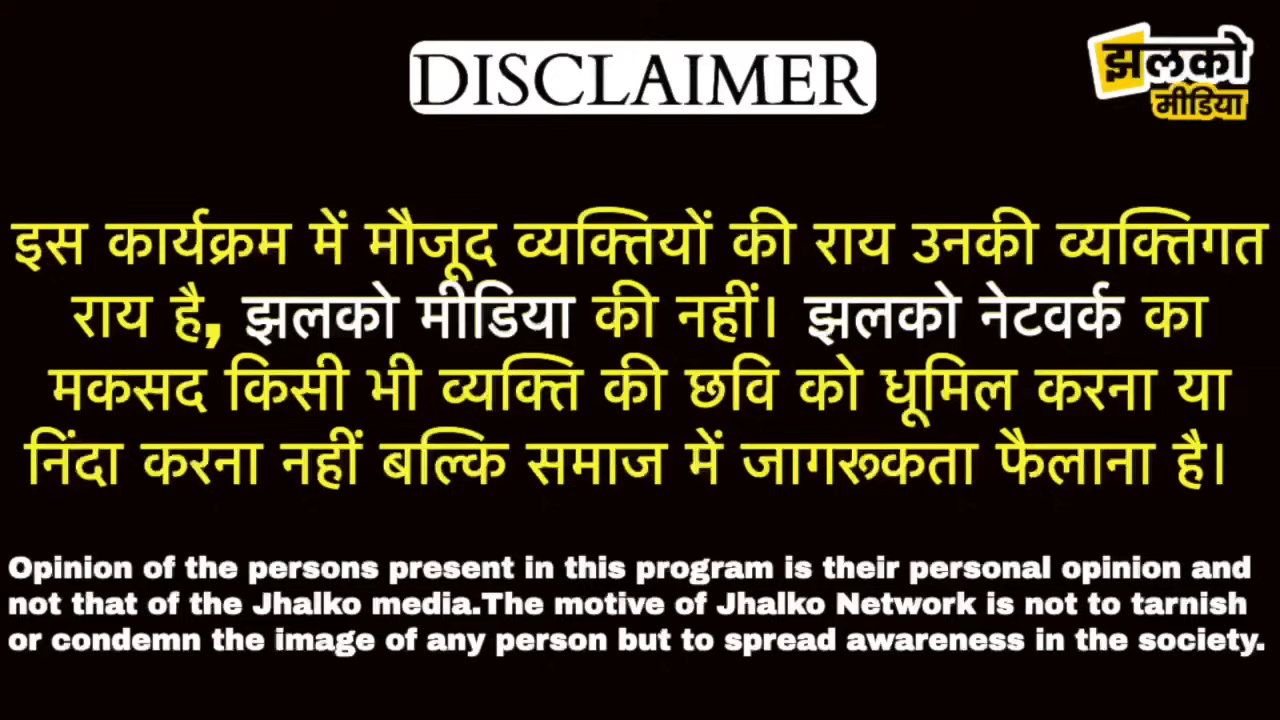 DISCLAIMER
झलको
मीडिया
इस कार्यक्रम में मौजूद व्यक्तियों की राय उनकी व्यक्तिगत
राय है, झलको मीडिया की नहीं। झलको नेटवर्क का
मकसद किसी भी व्यक्ति की छवि को धूमिल करना या
निंदा करना नहीं बल्कि समाज में जागरूकता फैलाना है।
Opinion of the persons present in this program is their personal opinion and
not that of the Jhalko media.The motive of Jhalko Network is not to tarnish
or condemn the image of any person but to spread awareness in the society.